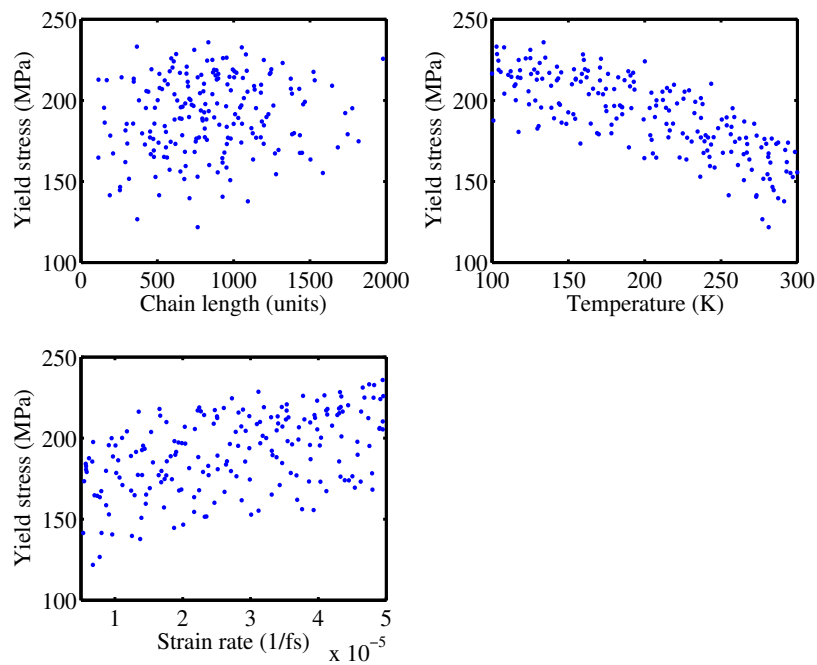 250
200
150
100
Yield stress (MPa)
0 500 1000 1500 2000
Chain length (units)
250
200
150
100
Yield stress (MPa)
100 150 200 250 300
Temperature (K)
250
200
150
100
Yield stress (MPa)
1 2 3 4 5
Strain rate (1/fs)
x 10⁻⁵